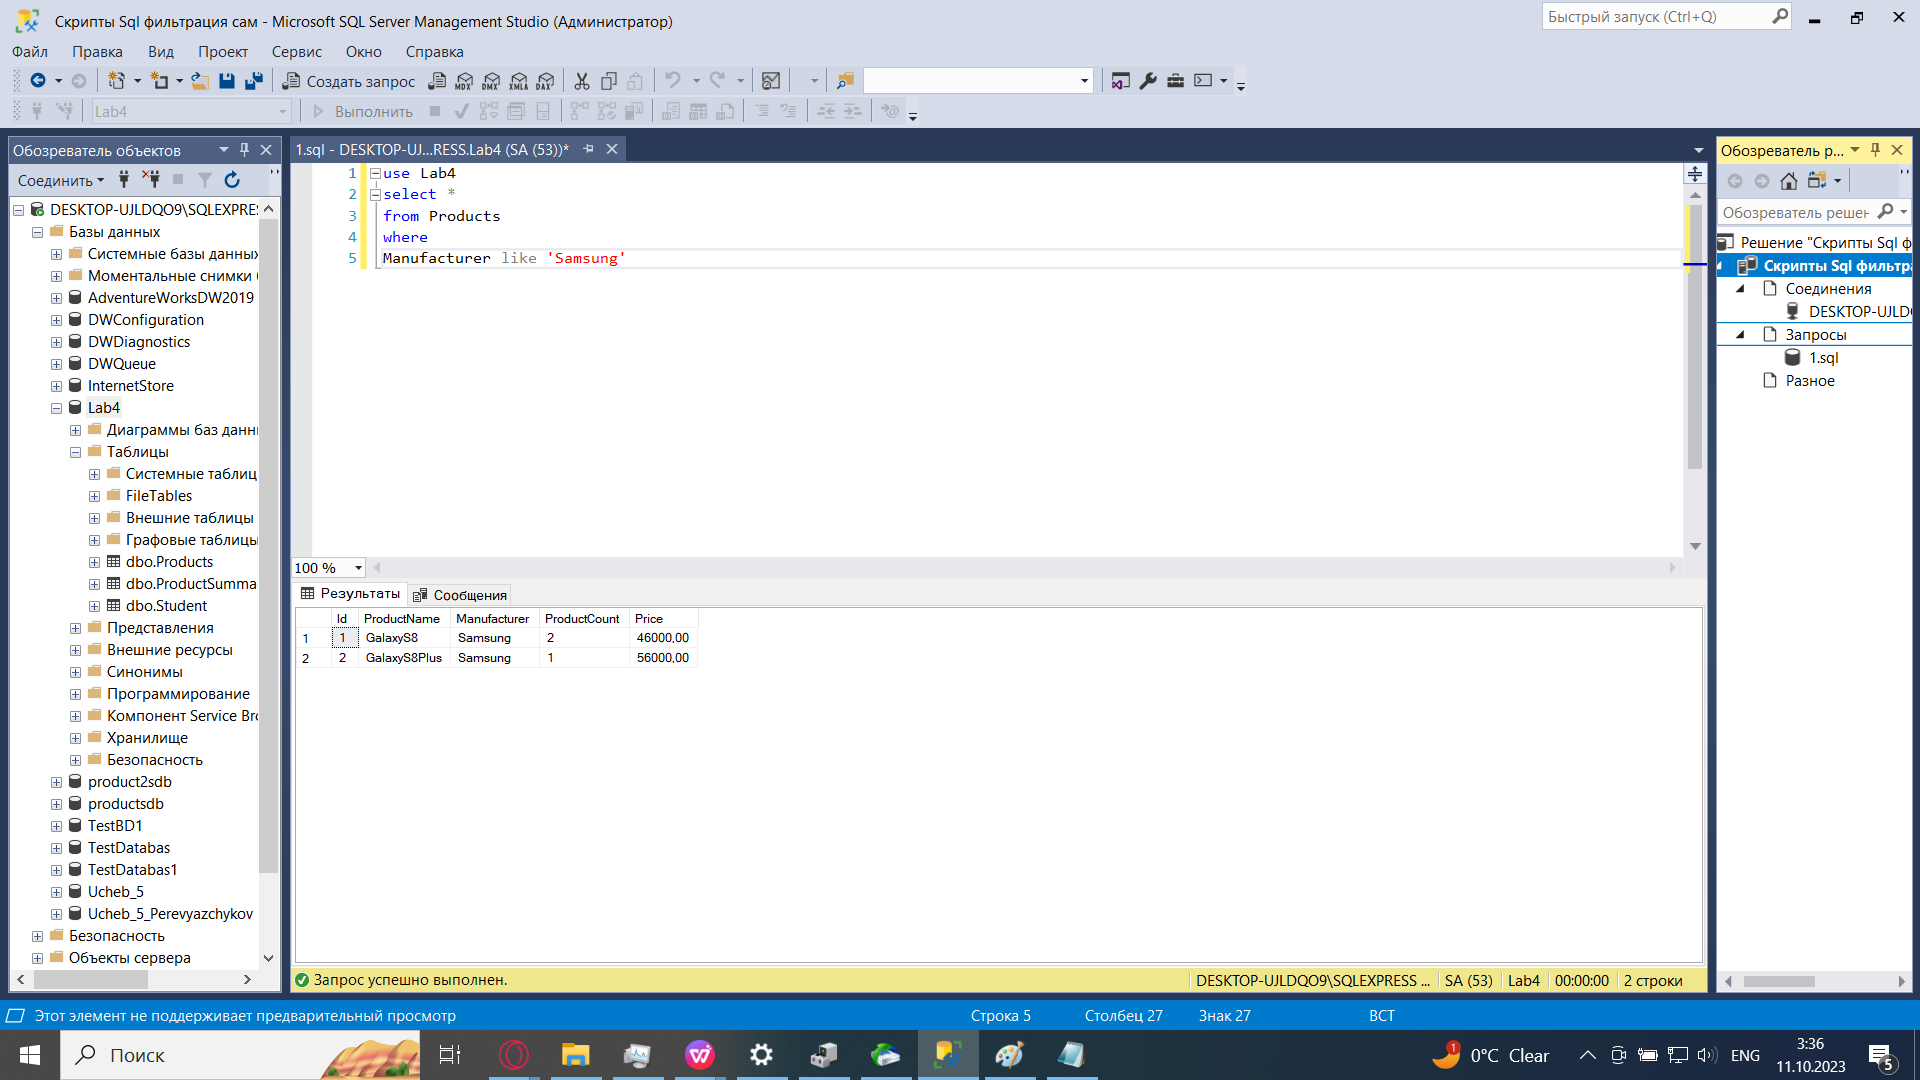 Скрипты Sql фильтрация сам - Microsoft SQL Server Management Studio (Администратор)
Быстрый запуск (Ctrl+Q)
Файл Правка Вид Проект Сервис Окно Справка
Создать запрос MDX DMX XMLA DAX
Lab4 Выполнить
Обозреватель объектов
Соединить
DESKTOP-UJLDQO9\SQLEXPRE
Базы данных
Системные базы данных
Моментальные снимки
AdventureWorksDW2019
DWConfiguration
DWDiagnostics
DWQueue
InternetStore
Lab4
Диаграммы баз данн
Таблицы
Системные таблиц
FileTables
Внешние таблицы
Графовые таблицы
dbo.Products
dbo.ProductSumma
dbo.Student
Представления
Внешние ресурсы
Синонимы
Программирование
Компонент Service Bro
Хранилище
Безопасность
product2sdb
productsdb
TestBD1
TestDatabas
TestDatabas1
Ucheb_5
Ucheb_5_Perevyazchykov
Безопасность
Объекты сервера
1.sql - DESKTOP-UJ...RESS.Lab4 (SA (53))*
1 use Lab4
2 select *
3 from Products
4 where
5 Manufacturer like 'Samsung'
100 %
Результаты Сообщения
Id ProductName Manufacturer ProductCount Price
1 1 GalaxyS8 Samsung 2 46000,00
2 2 GalaxyS8Plus Samsung 1 56000,00
Запрос успешно выполнен. DESKTOP-UJLDQO9\SQLEXPRESS ... SA (53) Lab4 00:00:00 2 строки
Обозреватель р...
Обозреватель решен
Решение "Скрипты Sql ф
Скрипты Sql фильтра
Соединения
DESKTOP-UJLD
Запросы
1.sql
Разное
Этот элемент не поддерживает предварительный просмотр Строка 5 Столбец 27 Знак 27 ВСТ
Поиск
1 0°C Clear ENG 3:36
11.10.2023 5